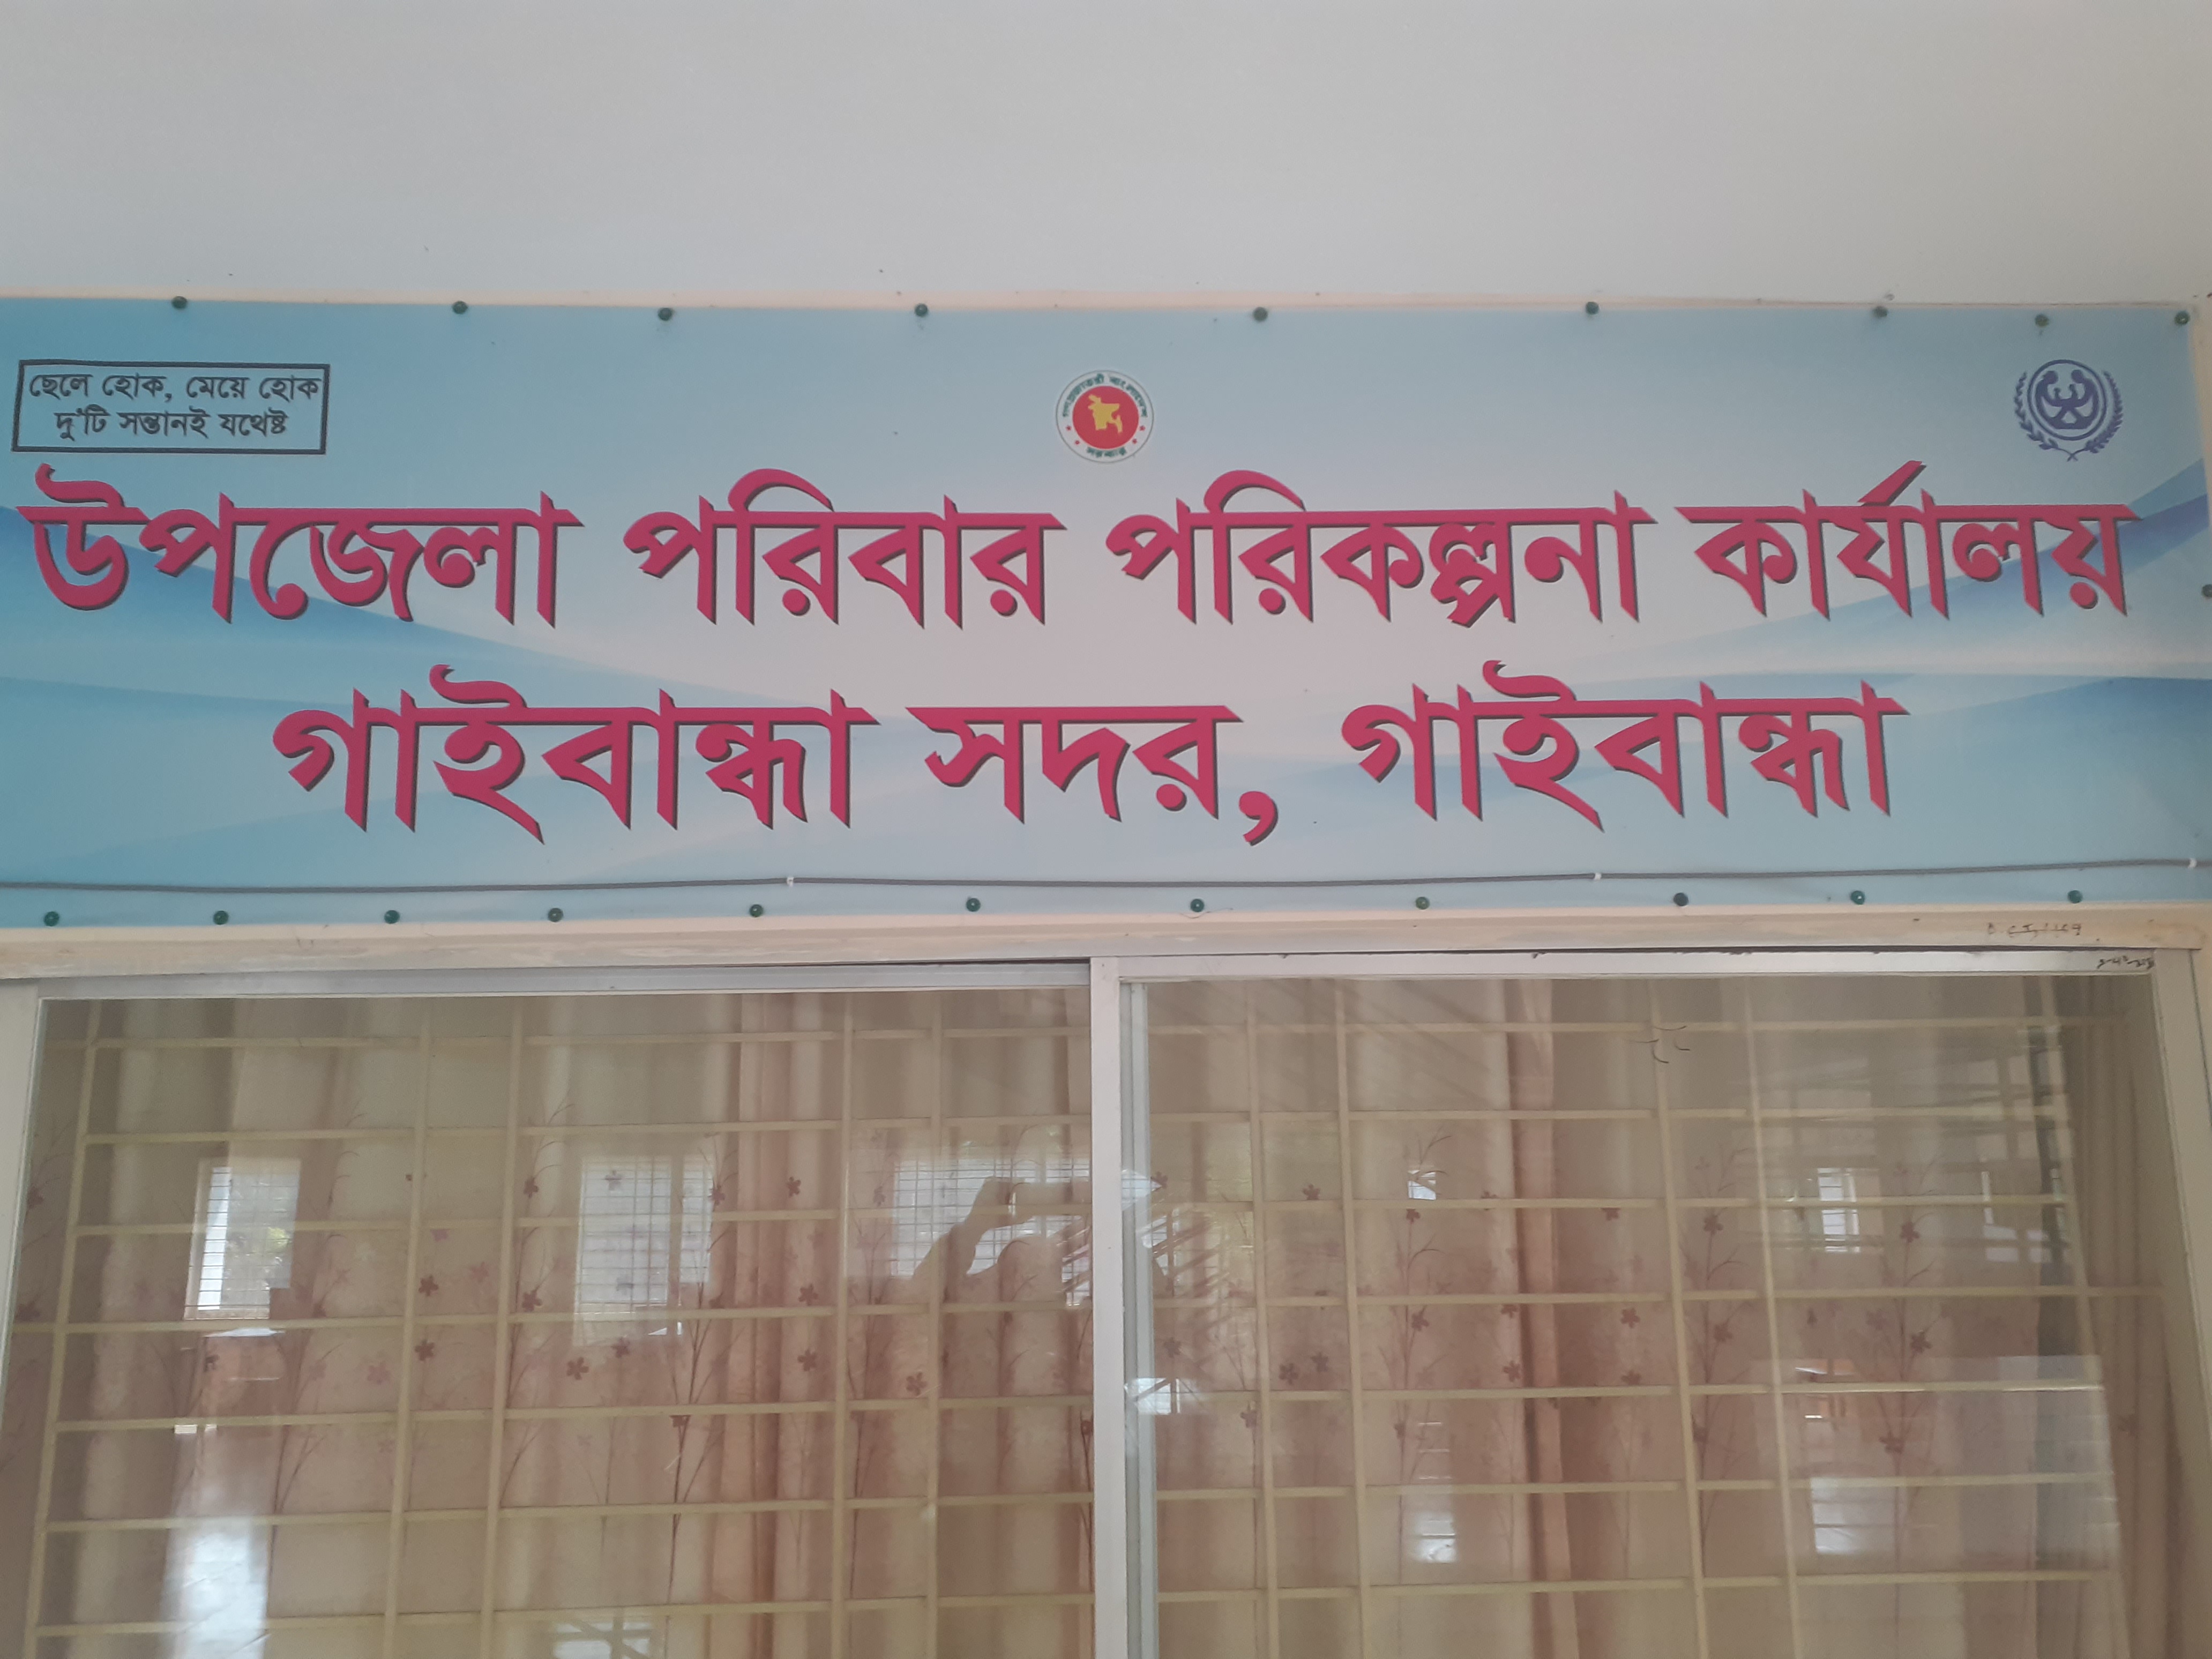 ছেলে হোক, মেয়ে হোক
দু'টি সন্তানই যথেষ্ট
উপজেলা পরিবার পরিকল্পনা কার্যালয়
গাইবান্ধা সদর, গাইবান্ধা